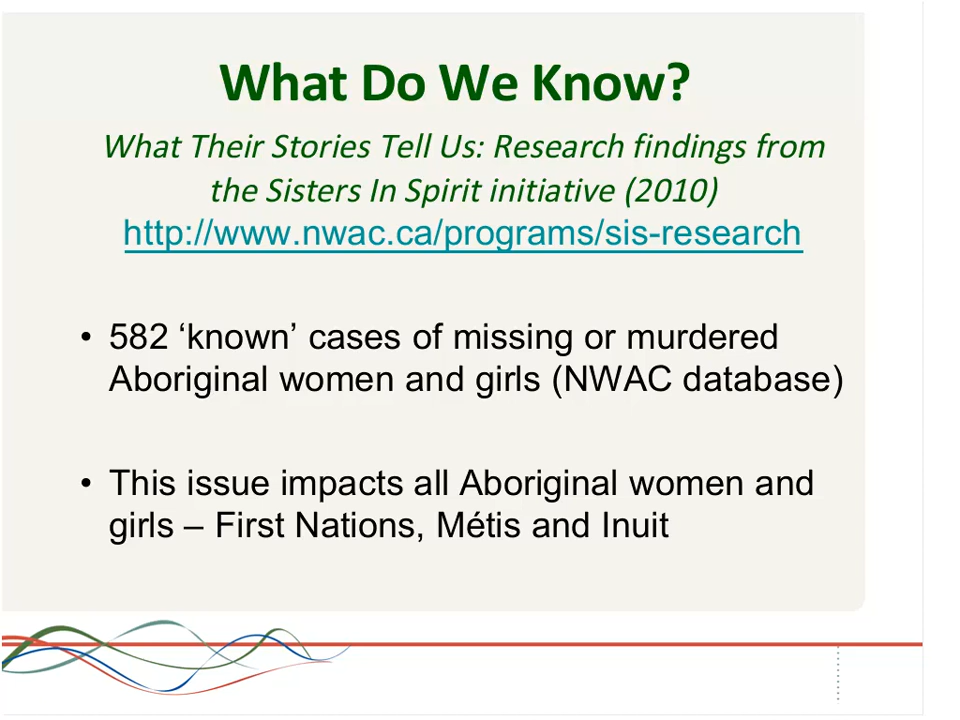 What Do We Know?
What Their Stories Tell Us: Research findings from
the Sisters In Spirit initiative (2010)
http://www.nwac.ca/programs/sis-research
• 582 ‘known’ cases of missing or murdered
Aboriginal women and girls (NWAC database)
• This issue impacts all Aboriginal women and
girls – First Nations, Métis and Inuit